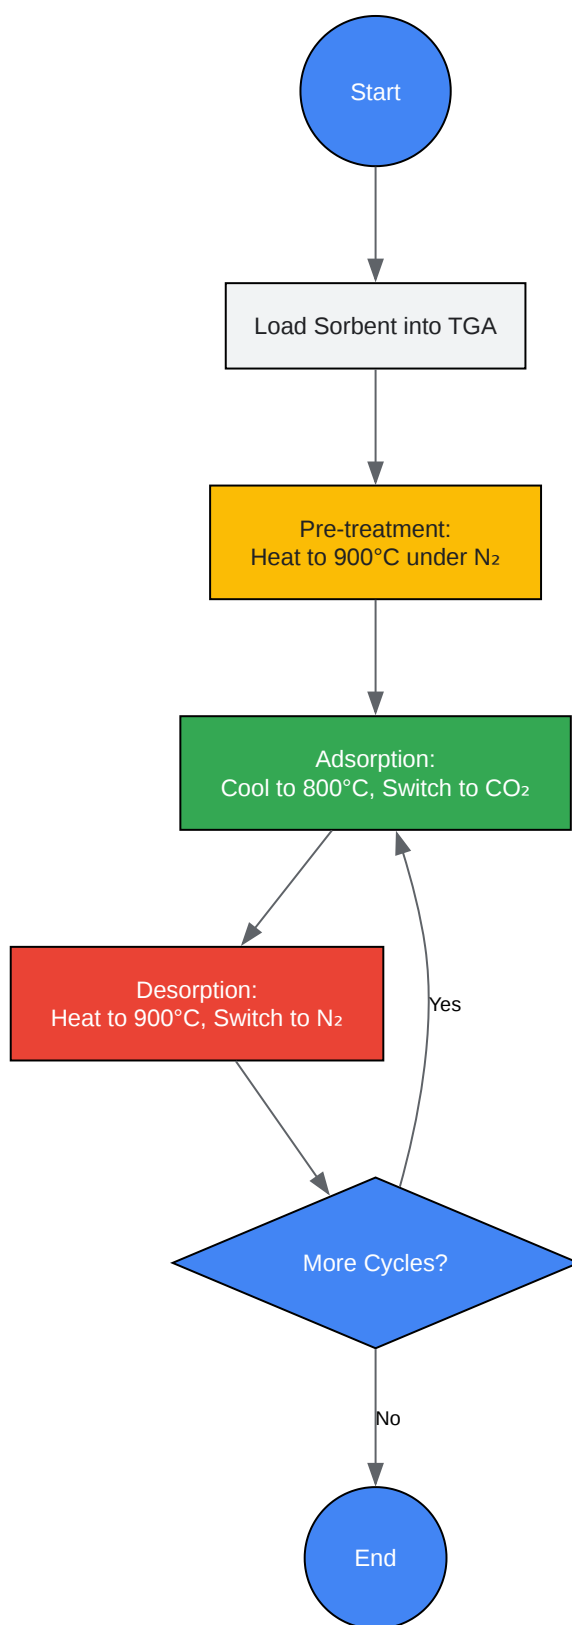 Start
Load Sorbent into TGA
Pre-treatment:
Heat to 900°C under N₂
Adsorption:
Cool to 800°C, Switch to CO₂
Desorption:
Heat to 900°C, Switch to N₂
Yes
More Cycles?
No
End